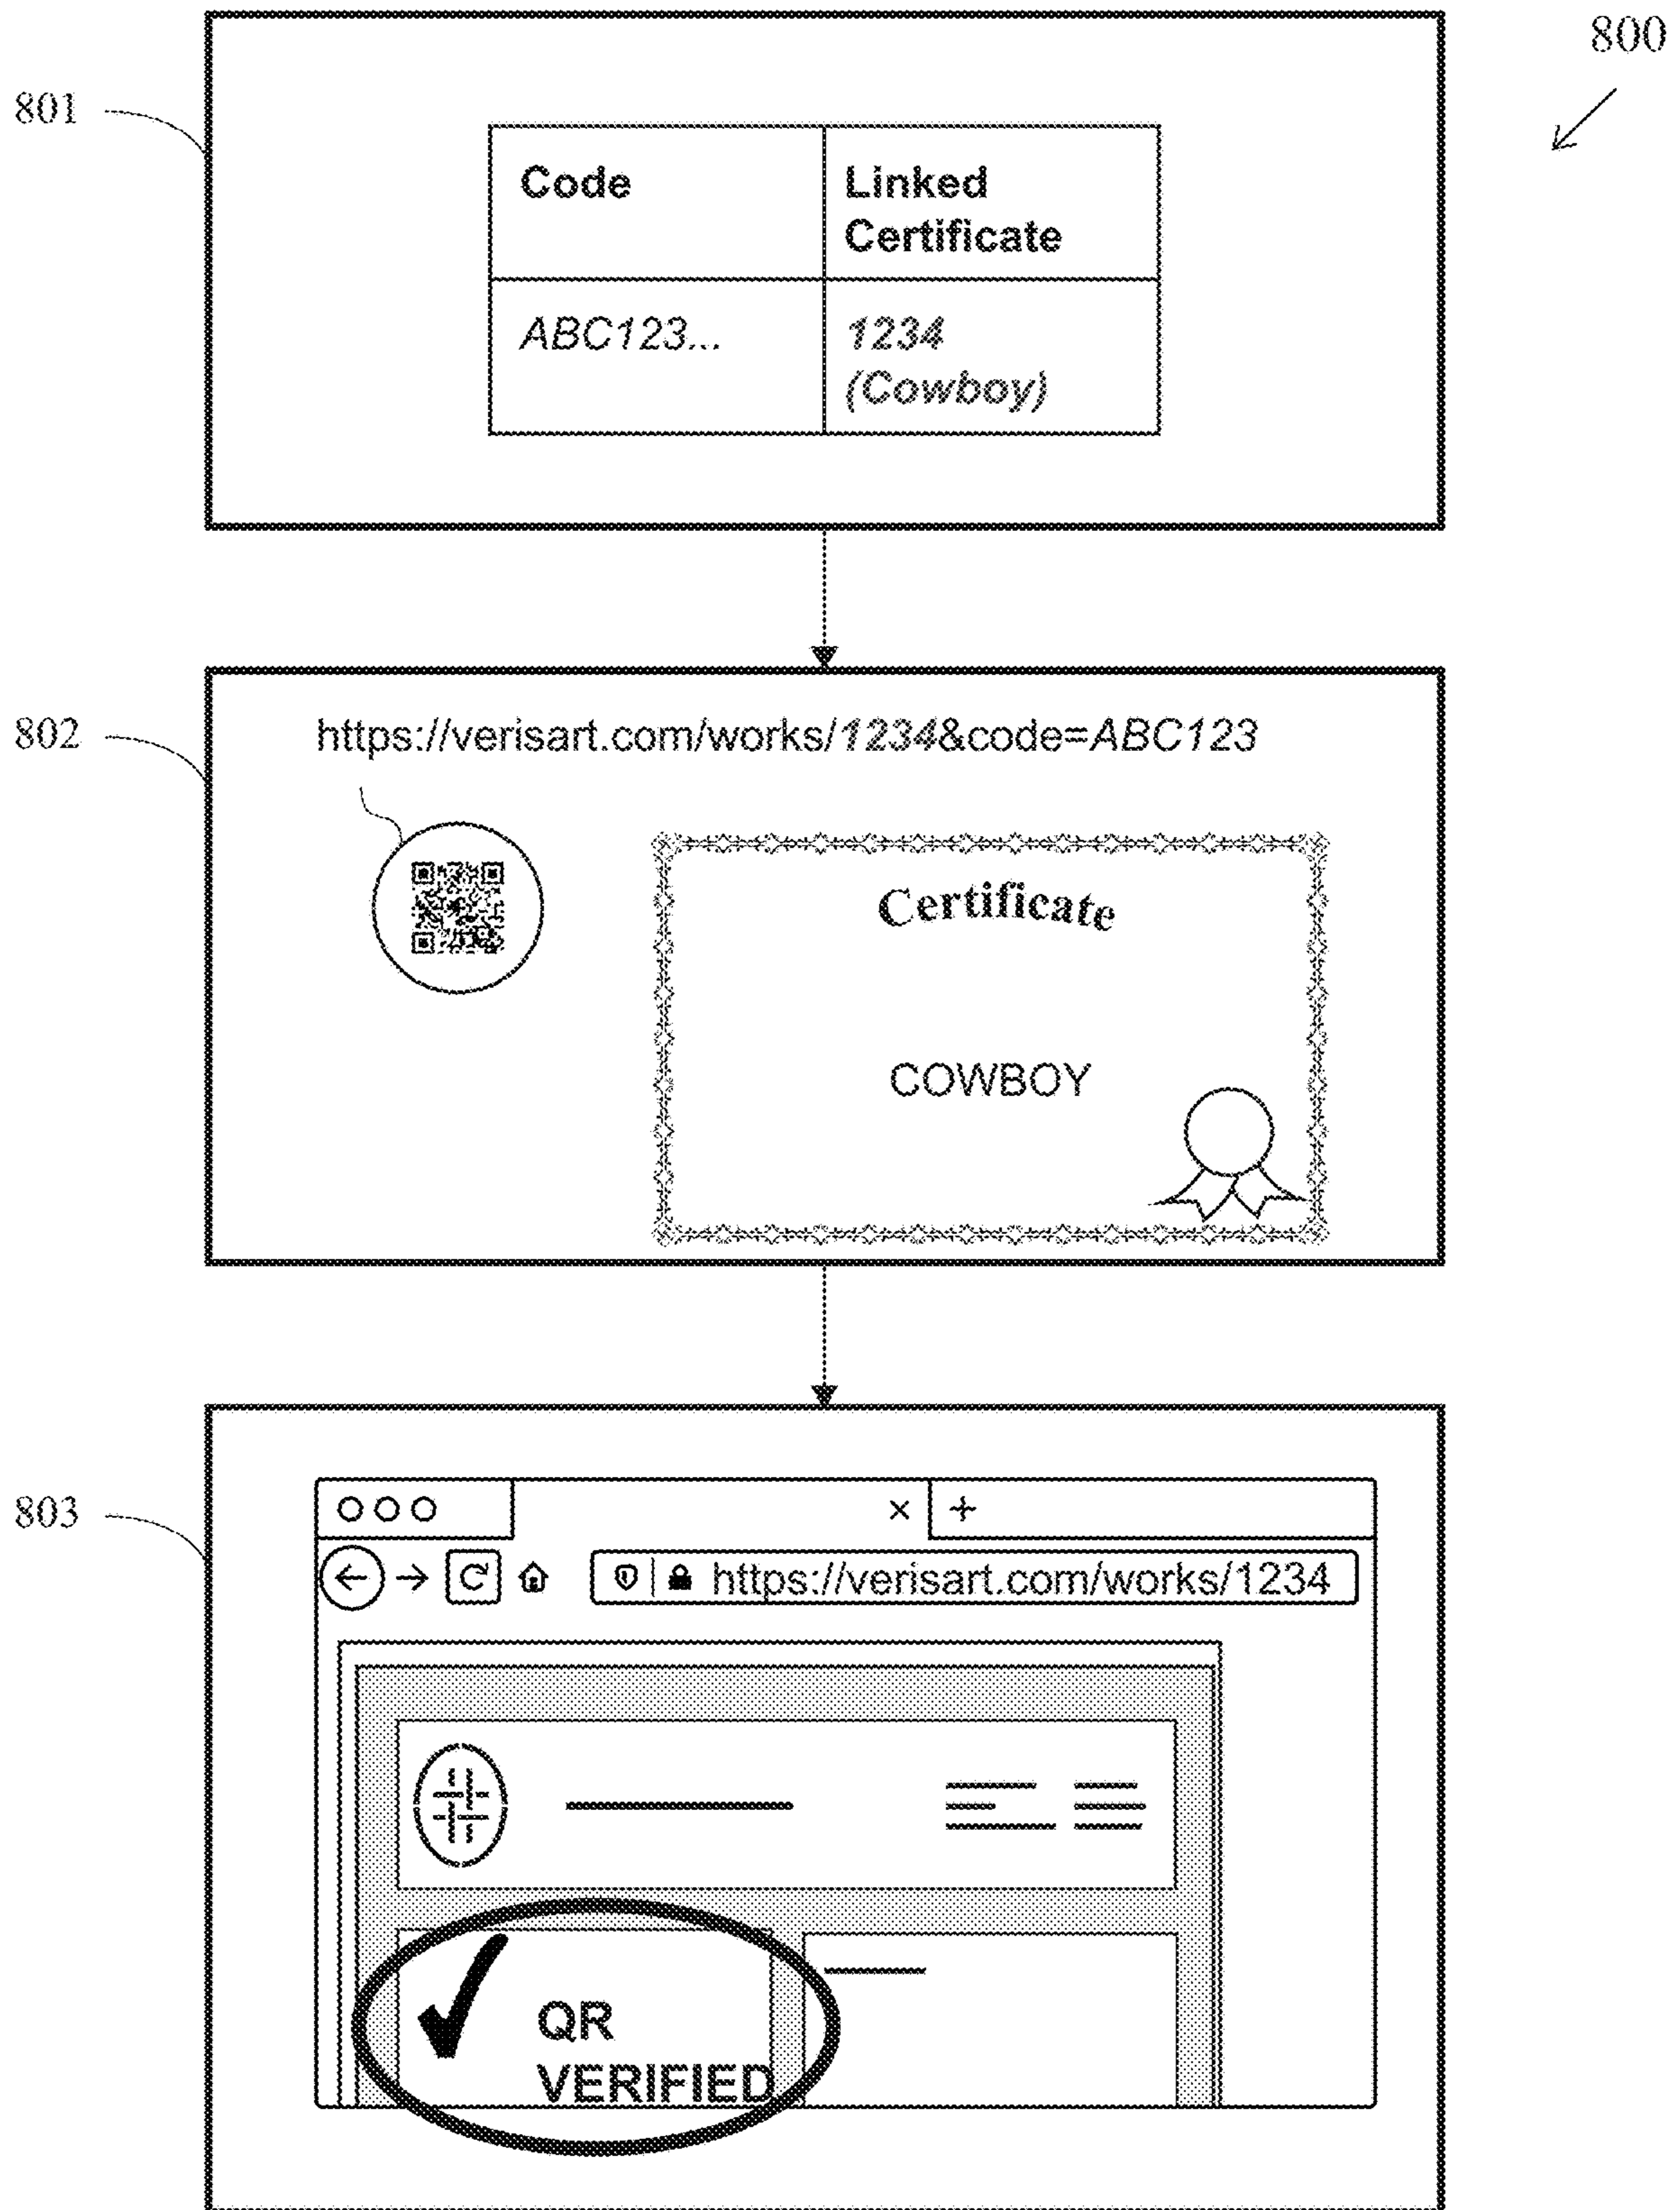 800
801
Code
Linked
Certificate
ABC123...
1234
(Cowboy)
802
https://verisart.com/works/1234&code=ABC123
Certificate
COWBOY
803
https://verisart.com/works/1234
QR
VERIFIED